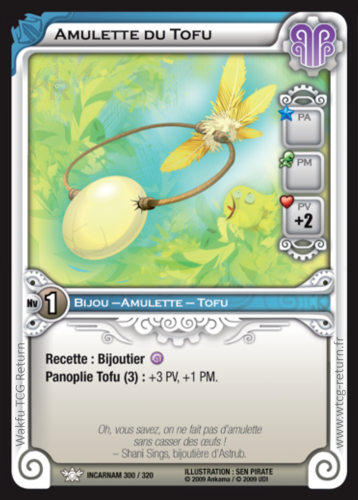 Amulette du Tofu
PA
PM
PV
+2
Nv 1
Bijou – Amulette – Tofu
Recette : Bijoutier
Panoplie Tofu (3) : +3 PV, +1 PM.
Oh, vous savez, on ne fait pas d'amulette
sans casser des œufs !
– Shani Sings, bijoutière d'Astrub.
INCARNAM 300 / 320
ILLUSTRATION : SEN PIRATE
© 2009 Ankama / © 2009 UDI
Wakfu TCG Return
www.wtcg-return.fr